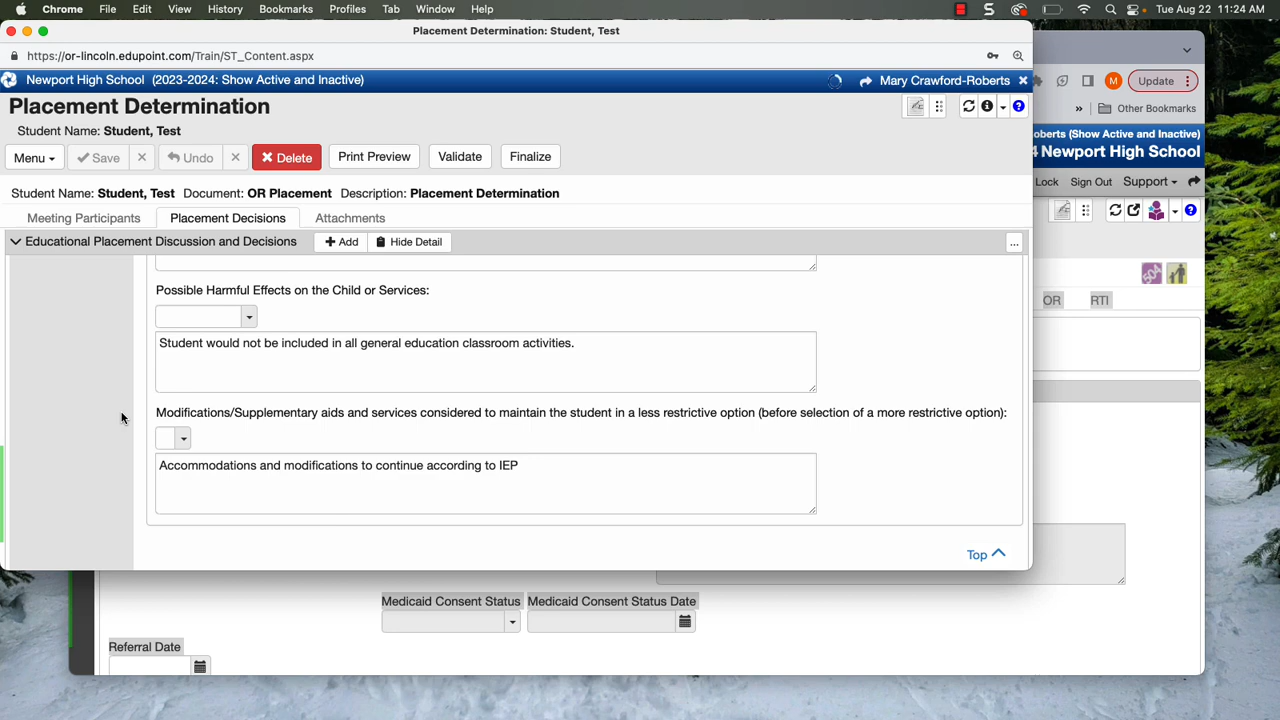 Chrome File Edit View History Bookmarks Profiles Tab Window Help Tue Aug 22 11:24 AM
Placement Determination: Student, Test
https://or-lincoln.edupoint.com/Train/ST_Content.aspx
Newport High School (2023-2024: Show Active and Inactive) Mary Crawford-Roberts
M Update
» Other Bookmarks
Placement Determination
oberts (Show Active and Inactive)
Newport High School
Student Name: Student, Test
Menu Save Undo Delete Print Preview Validate Finalize
Lock Sign Out Support
Student Name: Student, Test Document: OR Placement Description: Placement Determination
Meeting Participants Placement Decisions Attachments
Educational Placement Discussion and Decisions + Add Hide Detail ...
504
OR RTI
Possible Harmful Effects on the Child or Services:
Student would not be included in all general education classroom activities.
Modifications/Supplementary aids and services considered to maintain the student in a less restrictive option (before selection of a more restrictive option):
Accommodations and modifications to continue according to IEP
Top
Medicaid Consent Status Medicaid Consent Status Date
Referral Date